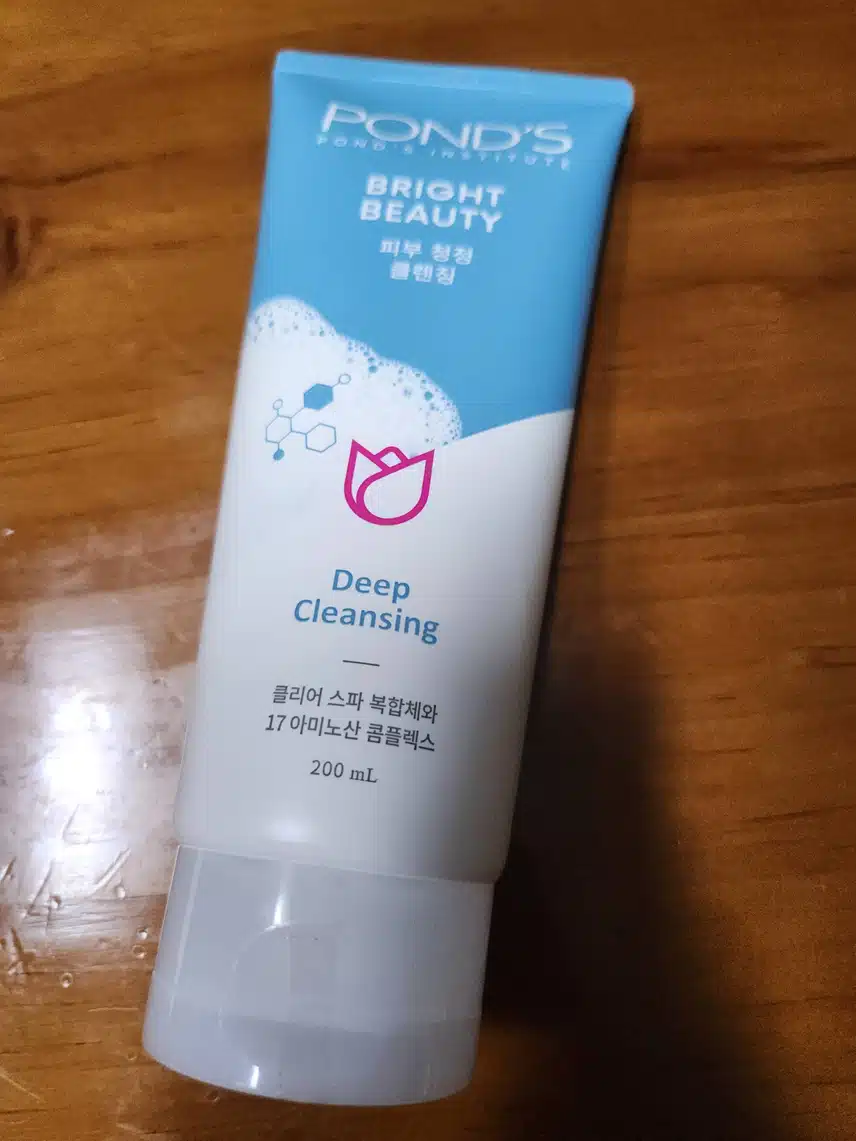 POND'S
POND'S INSTITUTE
BRIGHT
BEAUTY
피부 청정
클렌징
Deep
Cleansing
클리어 스파 복합체와
17 아미노산 콤플렉스
200 mL